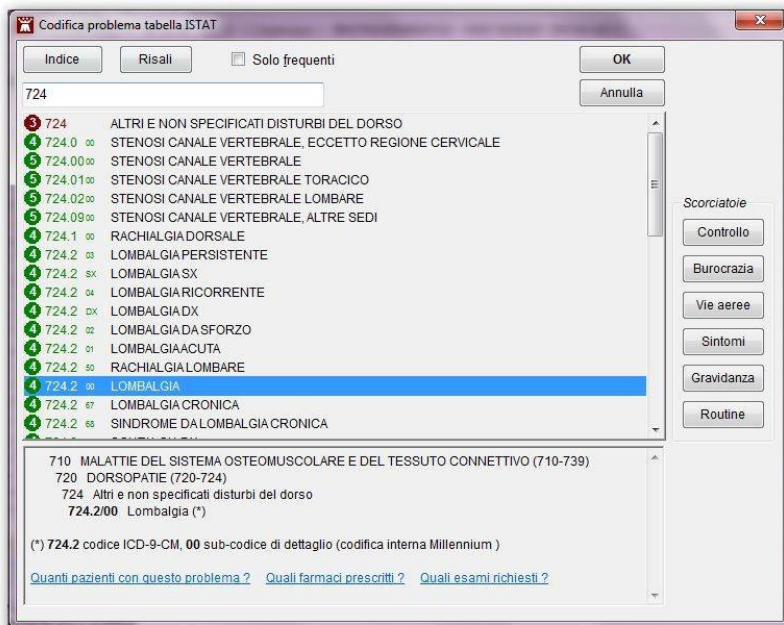 Codifica problema tabella ISTAT
Indice Risali Solo frequenti OK
724 Annulla
3 724 ALTRI E NON SPECIFICATI DISTURBI DEL DORSO
4 724.0 00 STENOSI CANALE VERTEBRALE, ECCETTO REGIONE CERVICALE
5 724.00 00 STENOSI CANALE VERTEBRALE
5 724.01 00 STENOSI CANALE VERTEBRALE TORACICO
5 724.02 00 STENOSI CANALE VERTEBRALE LOMBARE
5 724.09 00 STENOSI CANALE VERTEBRALE, ALTRE SEDI
4 724.1 00 RACHIALGIA DORSALE
4 724.2 03 LOMBALGIA PERSISTENTE
4 724.2 SX LOMBALGIA SX
4 724.2 04 LOMBALGIA RICORRENTE
4 724.2 DX LOMBALGIA DX
4 724.2 02 LOMBALGIA DA SFORZO
4 724.2 01 LOMBALGIA ACUTA
4 724.2 50 RACHIALGIA LOMBARE
4 724.2 00 LOMBALGIA
4 724.2 67 LOMBALGIA CRONICA
4 724.2 68 SINDROME DA LOMBALGIA CRONICA
Scorciatoie
Controllo
Burocrazia
Vie aeree
Sintomi
Gravidanza
Routine
710 MALATTIE DEL SISTEMA OSTEOMUSCOLARE E DEL TESSUTO CONNETTIVO (710-739)
720 DORSOPATIE (720-724)
724 Altri e non specificati disturbi del dorso
724.2/00 Lombalgia (*)
(*) 724.2 codice ICD-9-CM, 00 sub-codice di dettaglio (codifica interna Millennium )
Quanti pazienti con questo problema ? Quali farmaci prescritti ? Quali esami richiesti ?